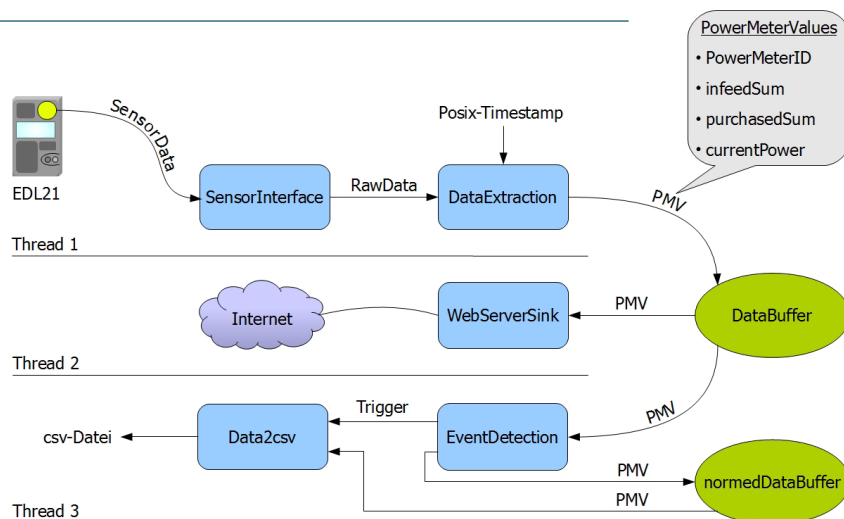 PowerMeterValues
• PowerMeterID
• infeedSum
• purchasedSum
• currentPower
SensorData
Posix-Timestamp
EDL21
SensorInterface
RawData
DataExtraction
PMV
Thread 1
Internet
WebServerSink
PMV
DataBuffer
Thread 2
PMV
Trigger
csv-Datei
Data2csv
EventDetection
PMV
normedDataBuffer
PMV
Thread 3